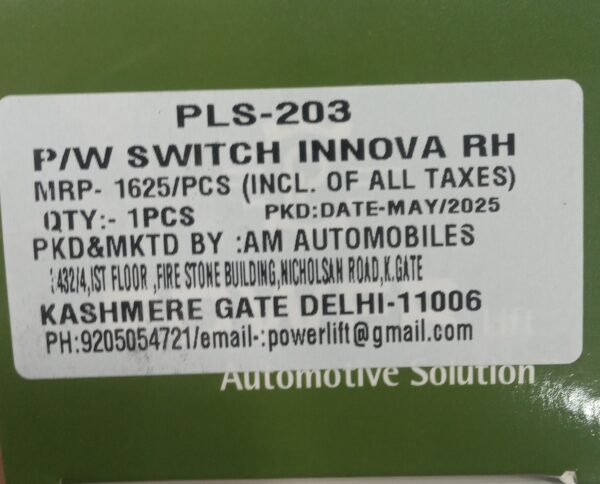 PLS-203
P/W SWITCH INNOVA RH
MRP- 1625/PCS (INCL. OF ALL TAXES)
QTY:- 1PCS PKD:DATE-MAY/2025
PKD&MKTD BY :AM AUTOMOBILES
:432/4,IST FLOOR ,FIRE STONE BUILDING,NICHOLSAN ROAD,K.GATE
KASHMERE GATE DELHI-11006
PH:9205054721/email-:powerlift@gmail.com
Automotive Solution